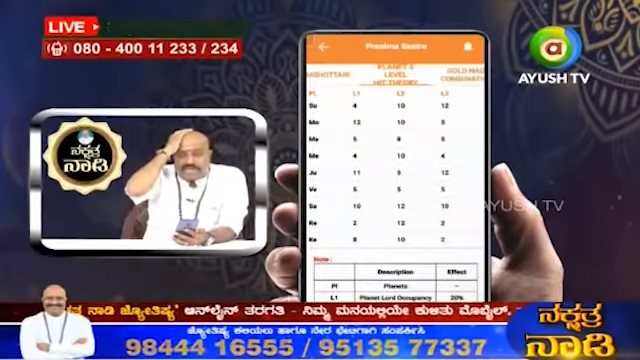 LIVE
080 - 400 11 233 / 234
Prashna Sastra
PLANET 3
LEVEL
HIT THEORY
Pl. L1 L2 L3
Su 4 10 12
Mo 12 10 5
Ma 5 8 5
Me 4 10 4
Ju 11 5 12
Ve 5 5 5
Sa 10 12 10
Ra 2 12 2
Ke 8 10 2
Note :
Description Effect
Pl Planets --
L1 Planet Lord Occupancy 20%
a
AYUSH TV
AYUSH TV
ನಕ್ಷತ್ರ
ನಾಡಿ
ನಾಡಿ ಜ್ಯೋತಿಷ್ಯ' ಆನ್‌ಲೈನ್ ತರಗತಿ - ನಿಮ್ಮ ಮನೆಯಲ್ಲಿಯೇ ಕುಳಿತು ಮೊಬೈಲ್,
ಜ್ಯೋತಿಷ್ಯ ಕಲಿಯಲು ಹಾಗೂ ನೇರ ಭೇಟಿಗಾಗಿ ಸಂಪರ್ಕಿಸಿ
98444 16555 / 95135 77337
ನಕ್ಷತ್ರ
ನಾಡಿ